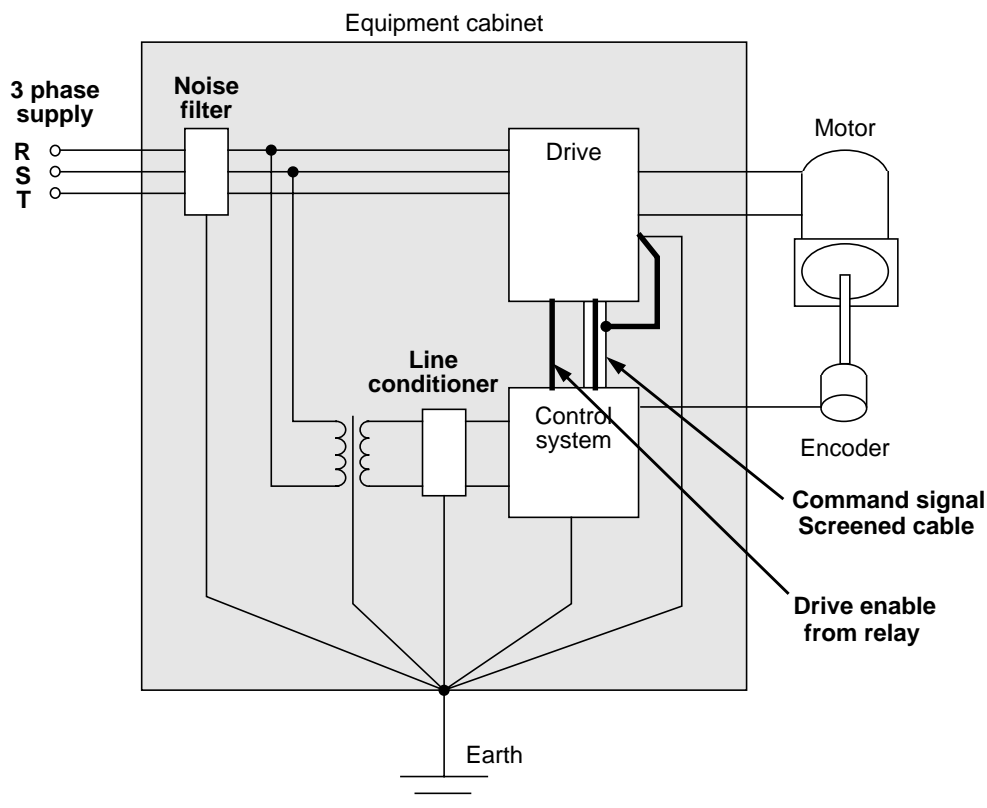 Equipment cabinet
3 phase
supply
Noise
filter
R
S
T
Drive
Motor
Line
conditioner
Control
system
Encoder
Command signal
Screened cable
Drive enable
from relay
Earth